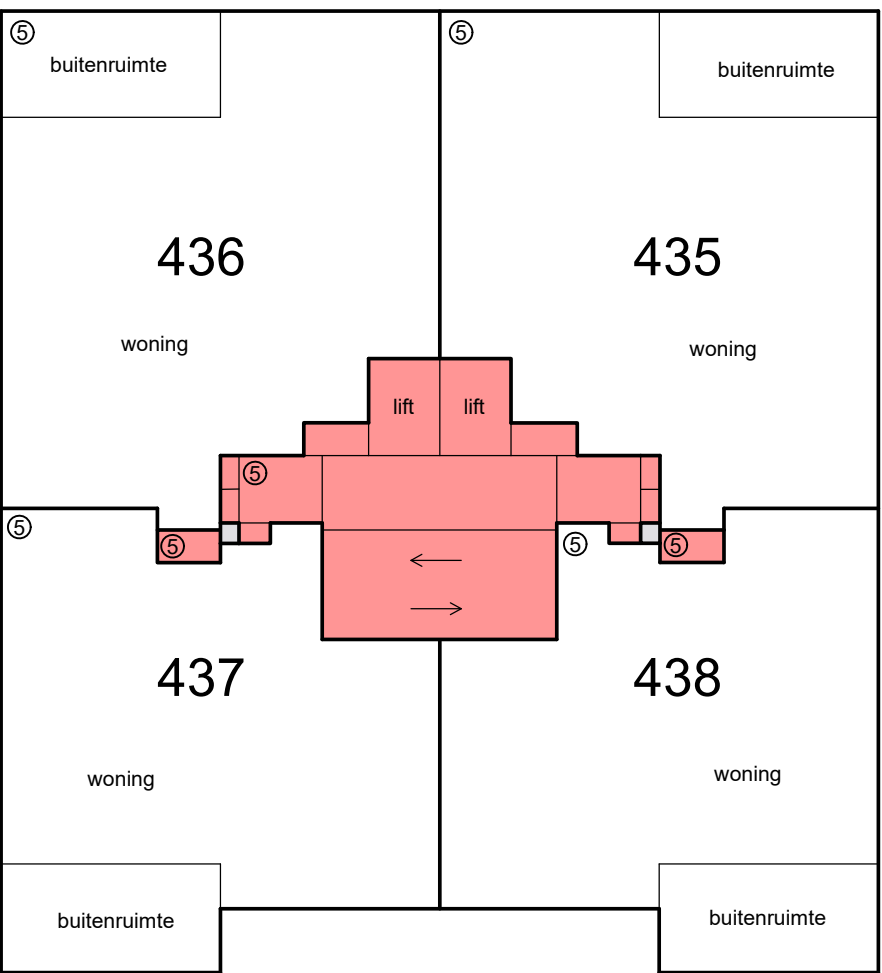 ⑤
buitenruimte
⑤
buitenruimte
436
435
woning
woning
lift
lift
⑤
⑤
⑤
⑤
⑤
437
438
woning
woning
buitenruimte
buitenruimte